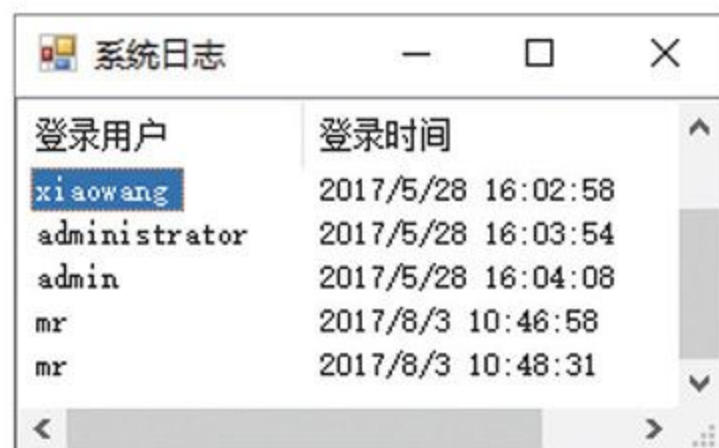 系统日志
登录用户 登录时间
xiaowang 2017/5/28 16:02:58
administrator 2017/5/28 16:03:54
admin 2017/5/28 16:04:08
mr 2017/8/3 10:46:58
mr 2017/8/3 10:48:31